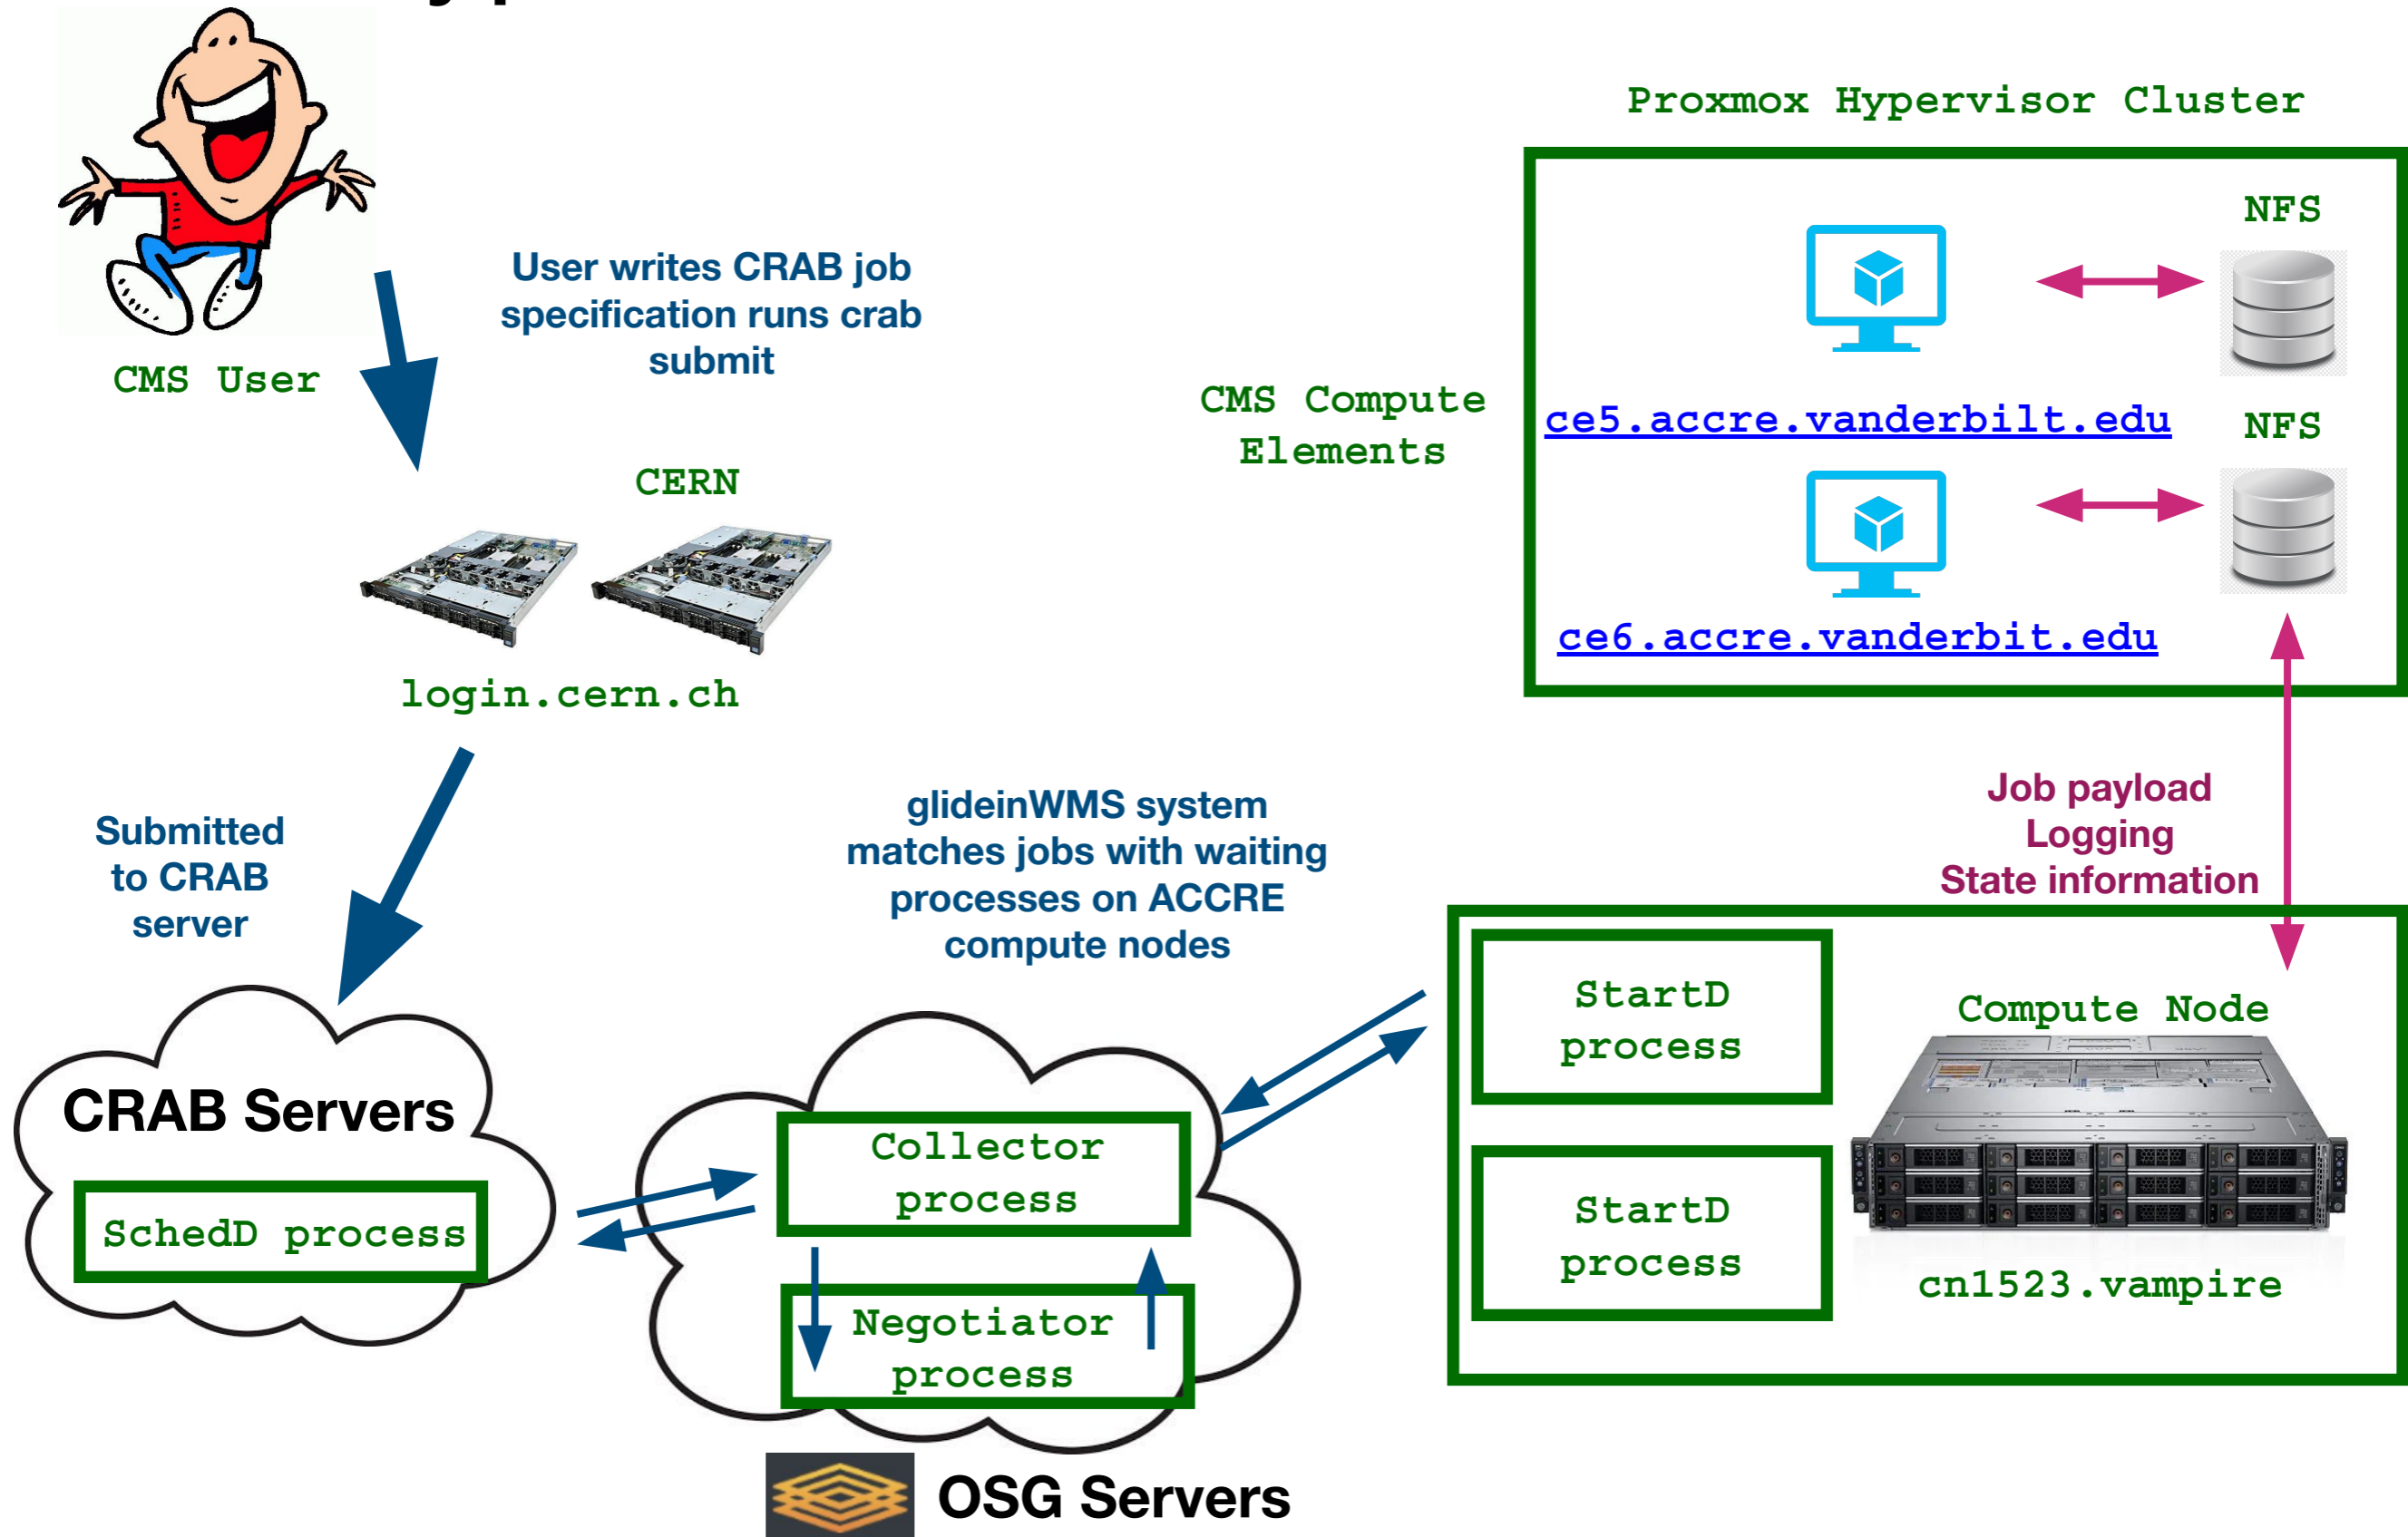 User writes CRAB job
specification runs crab
submit
CMS User
CERN
login.cern.ch
Submitted
to CRAB
server
CRAB Servers
SchedD process
glideinWMS system
matches jobs with waiting
processes on ACCRE
compute nodes
Collector
process
Negotiator
process
OSG Servers
Proxmox Hypervisor Cluster
CMS Compute
Elements
NFS
ce5.accre.vanderbilt.edu
NFS
ce6.accre.vanderbit.edu
Job payload
Logging
State information
StartD
process
StartD
process
Compute Node
cn1523.vampire